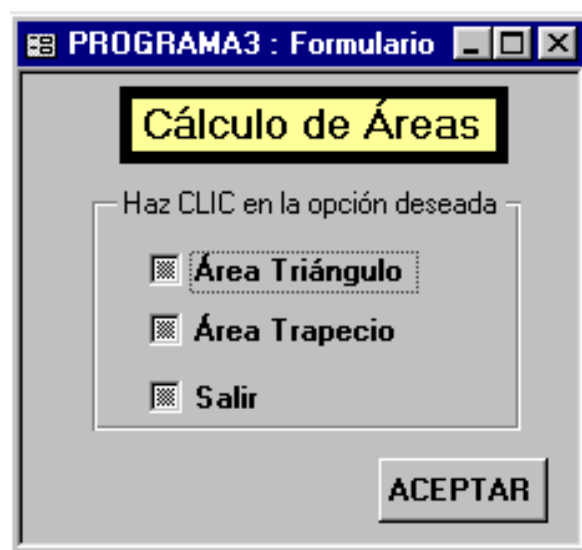 PROGRAMA3 : Formulario
Cálculo de Áreas
Haz CLIC en la opción deseada
Área Triángulo
Área Trapecio
Salir
ACEPTAR